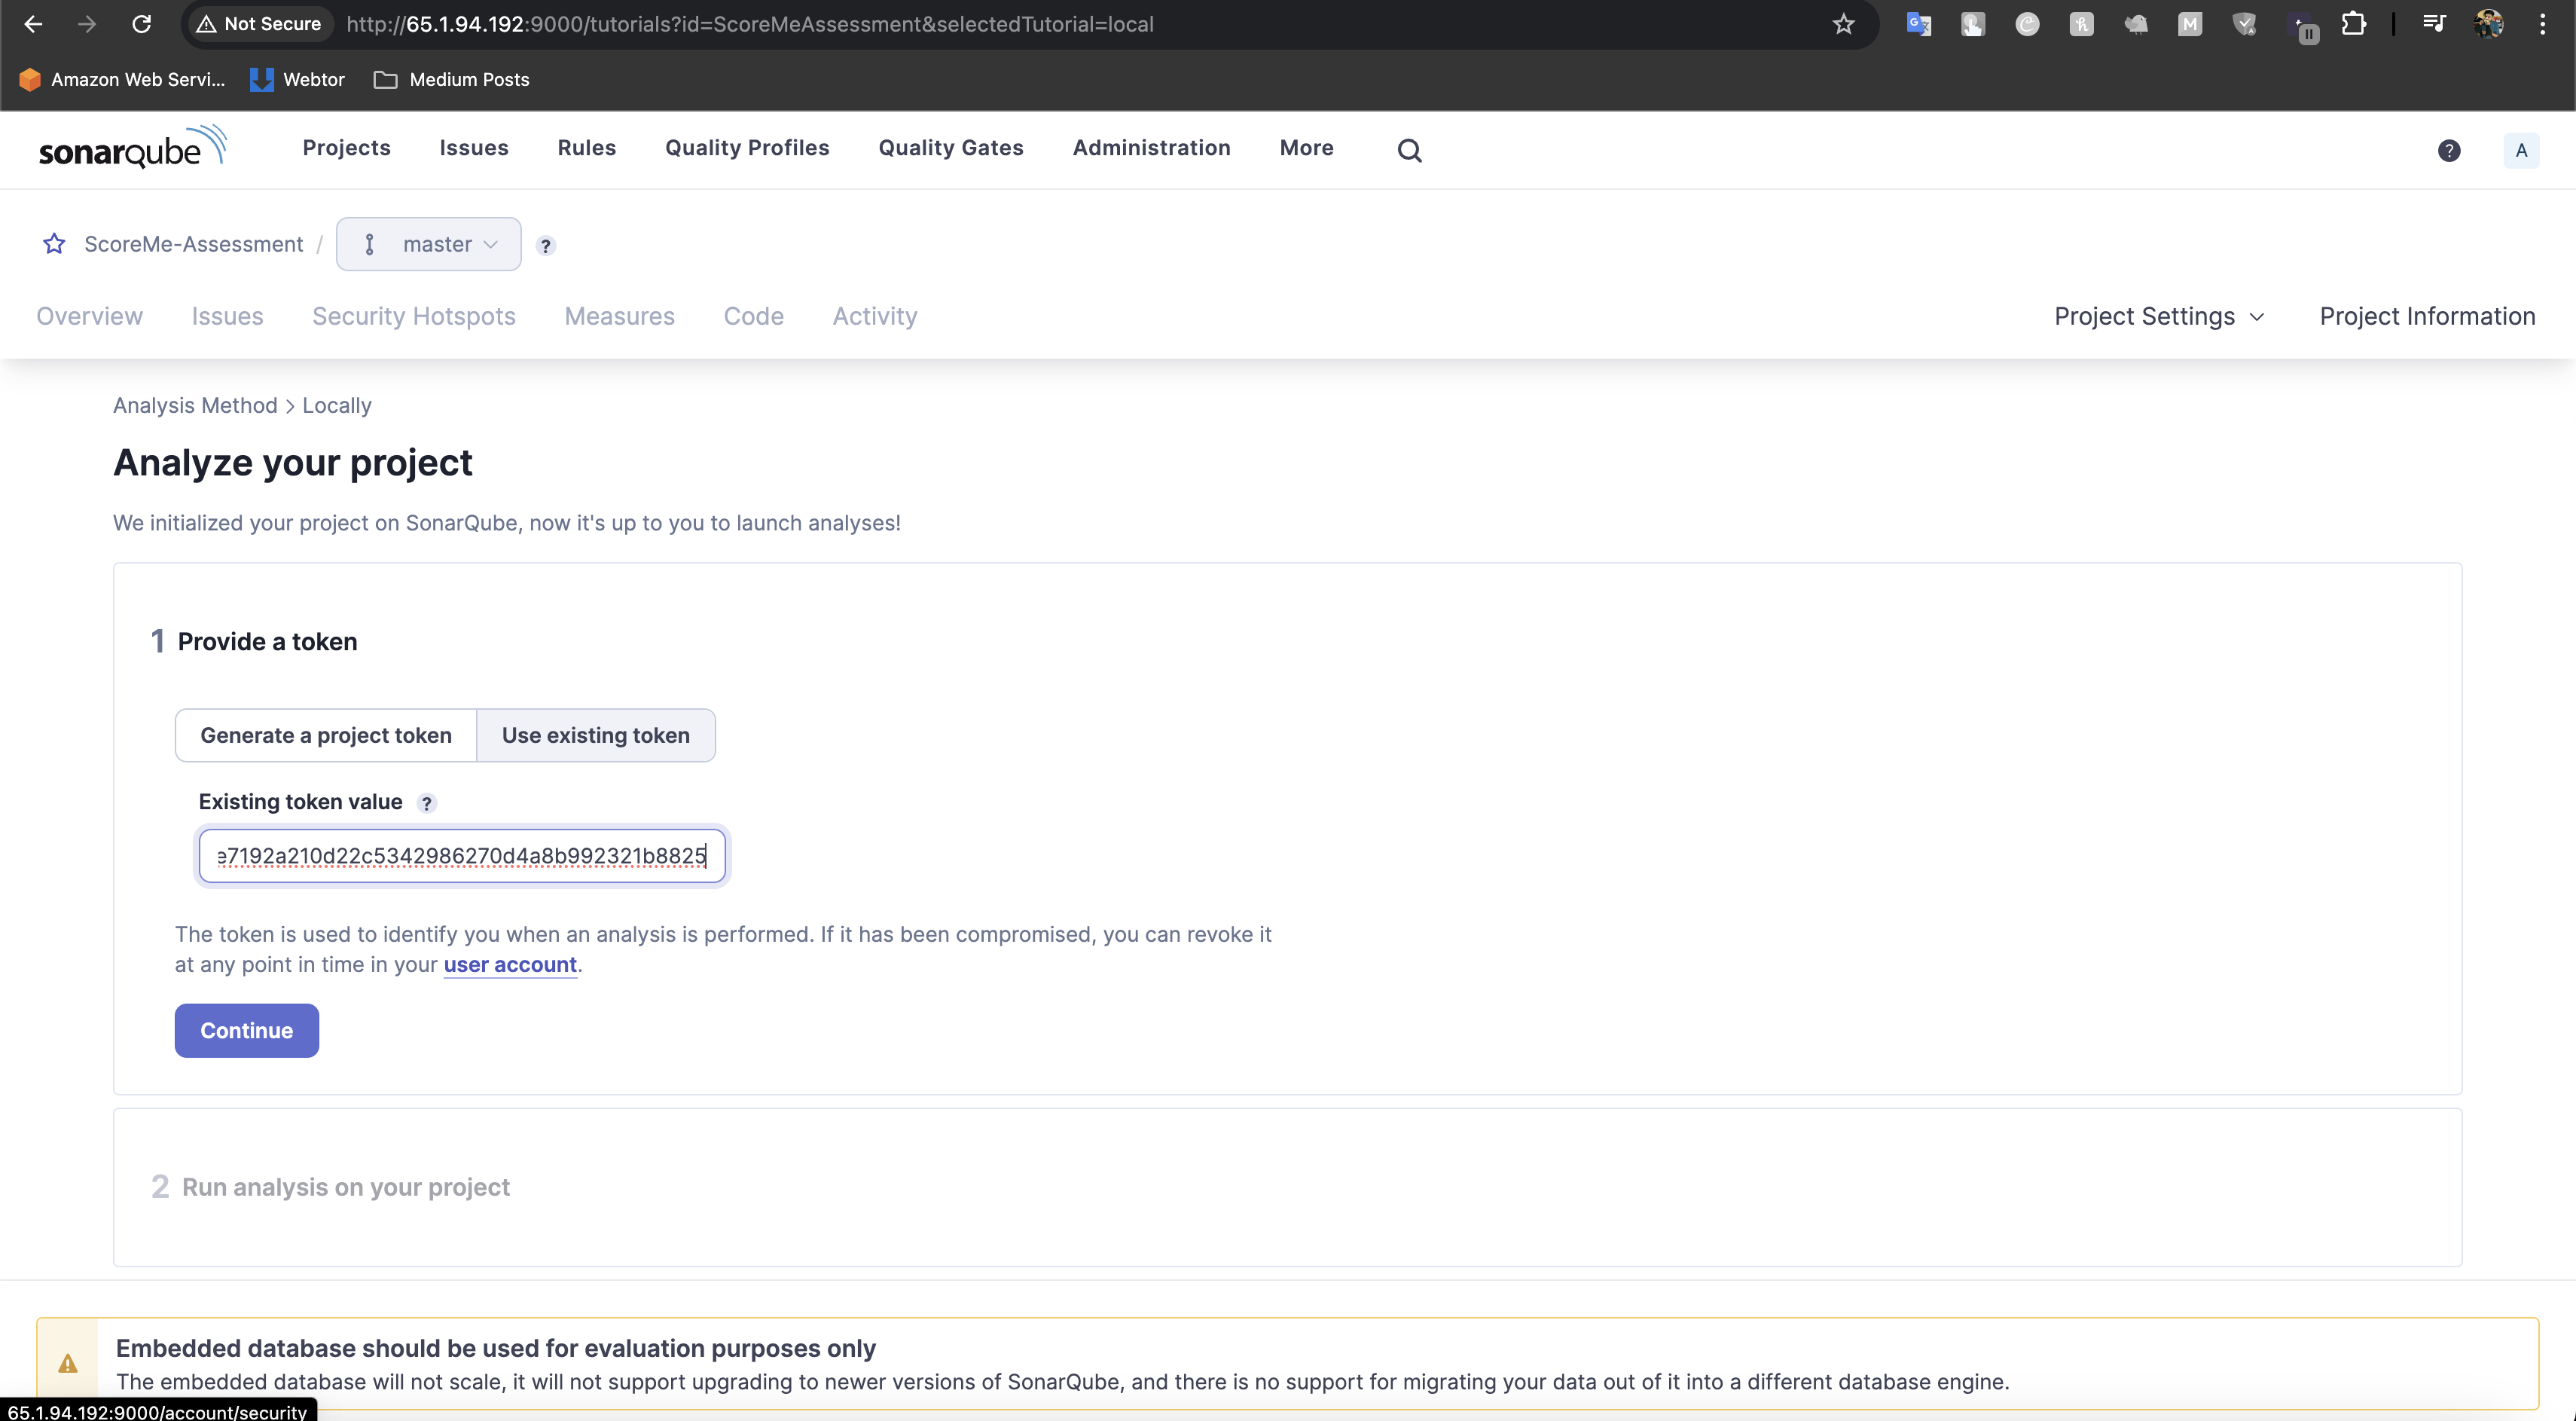 Not Secure http://65.1.94.192:9000/tutorials?id=ScoreMeAssessment&selectedTutorial=local
Amazon Web Servi... Webtor Medium Posts
sonarqube Projects Issues Rules Quality Profiles Quality Gates Administration More ? A
ScoreMe-Assessment / master ?
Overview Issues Security Hotspots Measures Code Activity Project Settings Project Information
Analysis Method > Locally
Analyze your project
We initialized your project on SonarQube, now it's up to you to launch analyses!
1 Provide a token
Generate a project token Use existing token
Existing token value ?
e7192a210d22c5342986270d4a8b992321b8825
The token is used to identify you when an analysis is performed. If it has been compromised, you can revoke it
at any point in time in your user account.
Continue
2 Run analysis on your project
Embedded database should be used for evaluation purposes only
The embedded database will not scale, it will not support upgrading to newer versions of SonarQube, and there is no support for migrating your data out of it into a different database engine.
65.1.94.192:9000/account/security